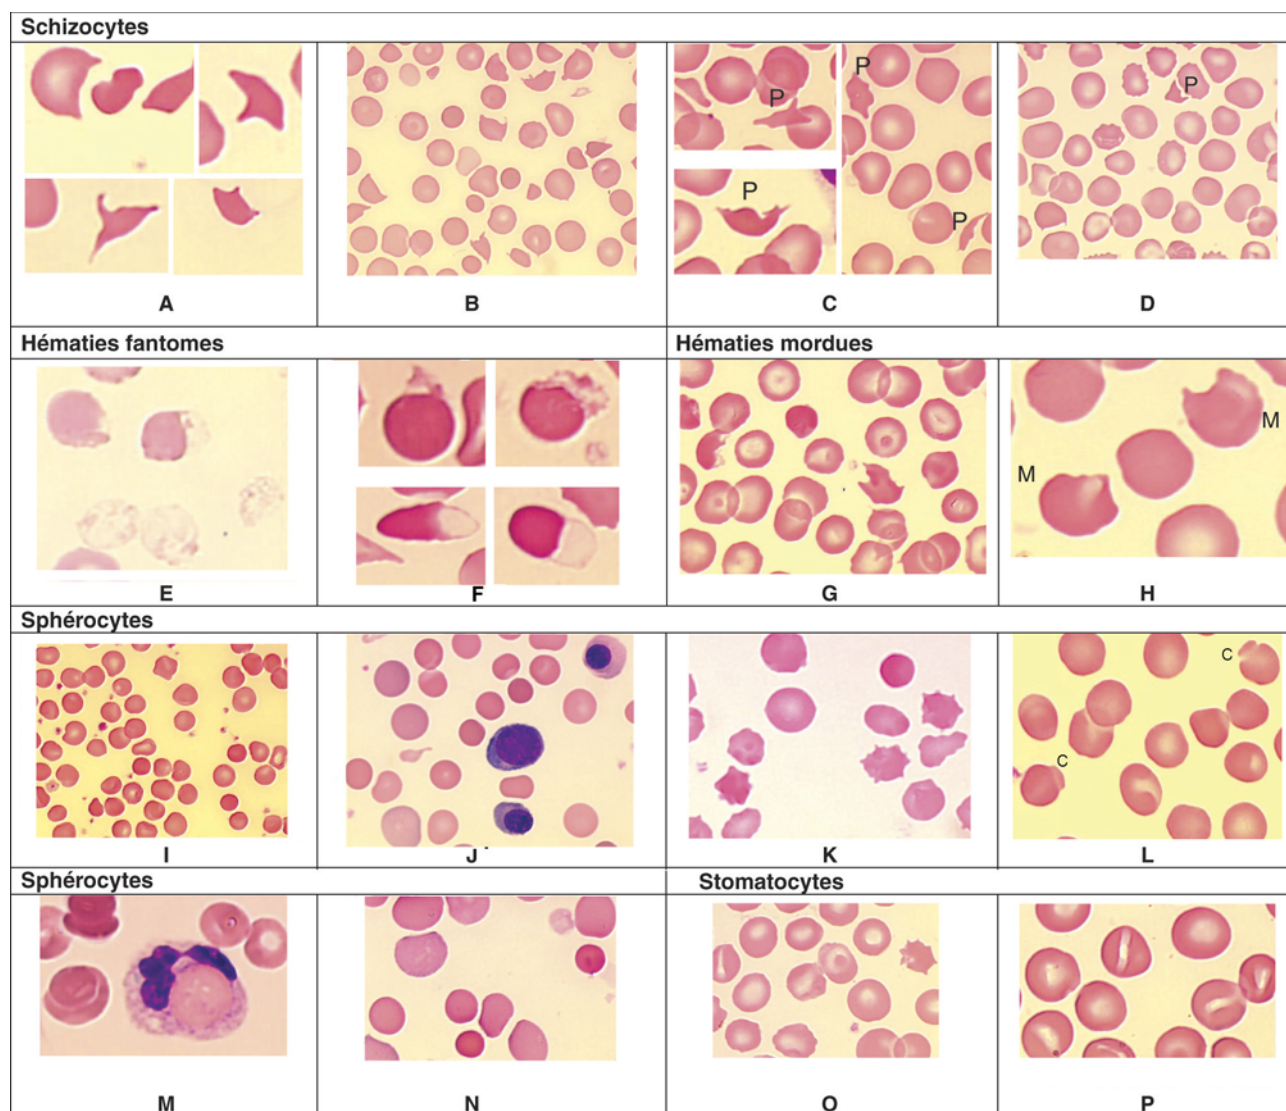 Schizocytes
P
P
P
P
P
A
B
C
D
Hématies fantomes
Hématies mordues
M
M
E
F
G
H
Sphérocytes
C
C
I
J
K
L
Sphérocytes
Stomatocytes
M
N
O
P